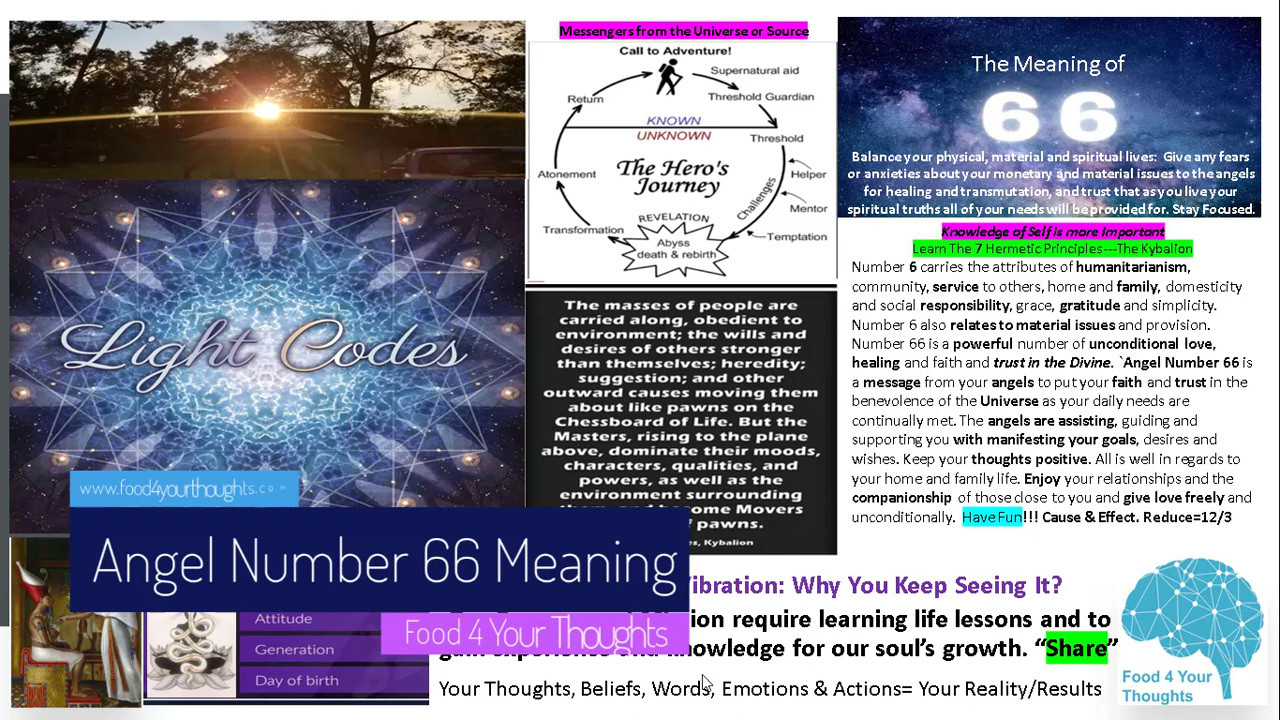 Messengers from the Universe or Source
Call to Adventure!
Supernatural aid
Threshold Guardian
Return
KNOWN
UNKNOWN
Threshold
Helper
Mentor
Challenges
Temptation
Atonement
The Hero's
Journey
REVELATION
Transformation
Abyss
death & rebirth
The Meaning of
66
Balance your physical, material and spiritual lives: Give any fears
or anxieties about your monetary and material issues to the angels
for healing and transmutation, and trust that as you live your
spiritual truths all of your needs will be provided for. Stay Focused.
Knowledge of Self is more Important
Learn The 7 Hermetic Principles---The Kybalion
Number 6 carries the attributes of humanitarianism,
community, service to others, home and family, domesticity
and social responsibility, grace, gratitude and simplicity.
Number 6 also relates to material issues and provision.
Number 66 is a powerful number of unconditional love,
healing and faith and trust in the Divine. `Angel Number 66 is
a message from your angels to put your faith and trust in the
benevolence of the Universe as your daily needs are
continually met. The angels are assisting, guiding and
supporting you with manifesting your goals, desires and
wishes. Keep your thoughts positive. All is well in regards to
your home and family life. Enjoy your relationships and the
companionship of those close to you and give love freely and
unconditionally. Have Fun!!! Cause & Effect. Reduce=12/3
Light Codes
The masses of people are
carried along, obedient to
environment; the wills and
desires of others stronger
than themselves; heredity;
suggestion; and other
outward causes moving them
about like pawns on the
Chessboard of Life. But the
Masters, rising to the plane
above, dominate their moods,
characters, qualities, and
powers, as well as the
environment surrounding
Movers
pawns.
Kybalion
www.food4yourthoughts.com
Angel Number 66 Meaning
Food 4 Your Thoughts
Attitude
Generation
Day of birth
Vibration: Why You Keep Seeing It?
require learning life lessons and to
knowledge for our soul’s growth. “Share”
Your Thoughts, Beliefs, Words, Emotions & Actions= Your Reality/Results
Food 4 Your
Thoughts